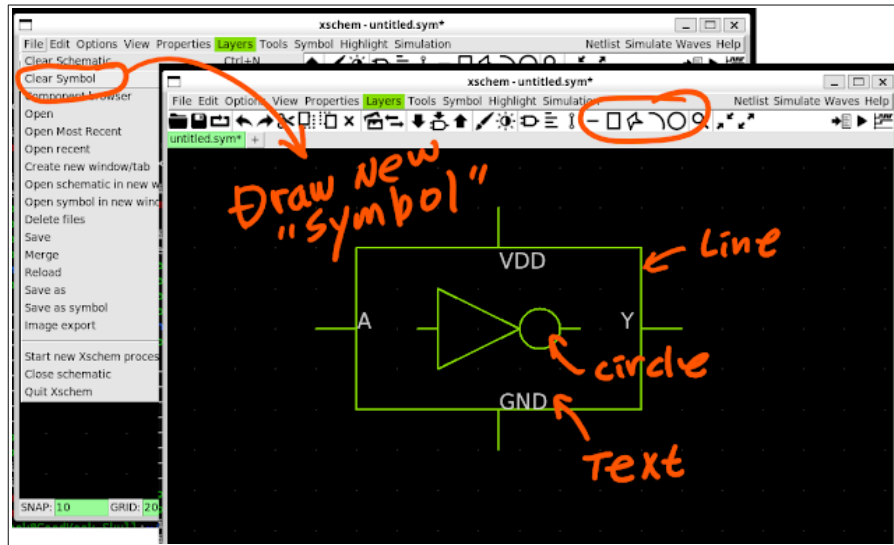 xschem - untitled.sym*
File Edit Options View Properties Layers Tools Symbol Highlight Simulation Netlist Simulate Waves Help
Clear Schematic Ctrl+N
Clear Symbol
Component browser
Open
Open Most Recent
Open recent
Create new window/tab
Open schematic in new w
Open symbol in new wind
Delete files
Save
Merge
Reload
Save as
Save as symbol
Image export
Start new Xschem proces
Close schematic
Quit Xschem
SNAP: 10 GRID: 20
xschem - untitled.sym*
File Edit Options View Properties Layers Tools Symbol Highlight Simulation Netlist Simulate Waves Help
untitled.sym* +
Draw New
"Symbol"
VDD
Line
A
Y
circle
GND
Text